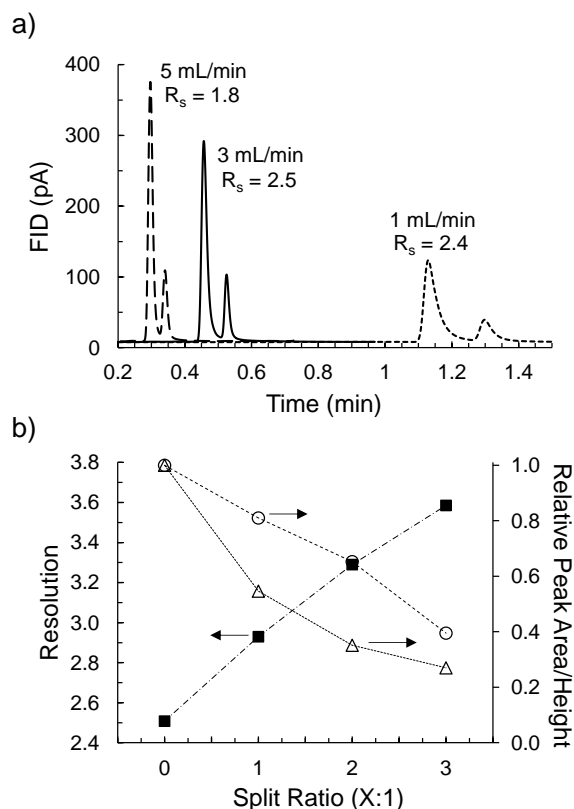 a)
400
300
200
100
0
FID (pA)
5 mL/min
Rs = 1.8
3 mL/min
Rs = 2.5
1 mL/min
Rs = 2.4
0.2 0.4 0.6 0.8 1 1.2 1.4
Time (min)
b)
3.8
3.6
3.4
3.2
3.0
2.8
2.6
2.4
Resolution
1.0
0.8
0.6
0.4
0.2
0.0
Relative Peak Area/Height
0 1 2 3
Split Ratio (X:1)